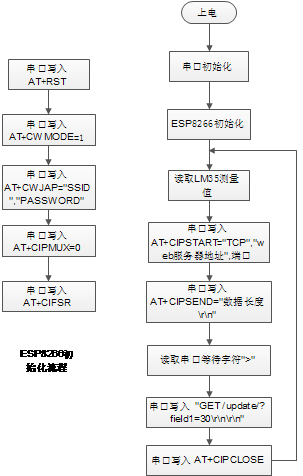 串口写入
AT+RST
串口写入
AT+CWMODE=1
串口写入
AT+CWJAP="SSID
","PASSWORD"
串口写入
AT+CIPMUX=0
串口写入
AT+CIFSR
ESP8266初
始化流程
上电
串口初始化
ESP8266初始化
读取LM35测量
值
串口写入
AT+CIPSTART="TCP","w
eb服务器地址",端口
串口写入
AT+CIPSEND="数据长度
\r\n"
读取串口等待字符">"
串口写入 "GET /update/?
field1=30\r\n\r\n"
串口写入 AT+CIPCLOSE